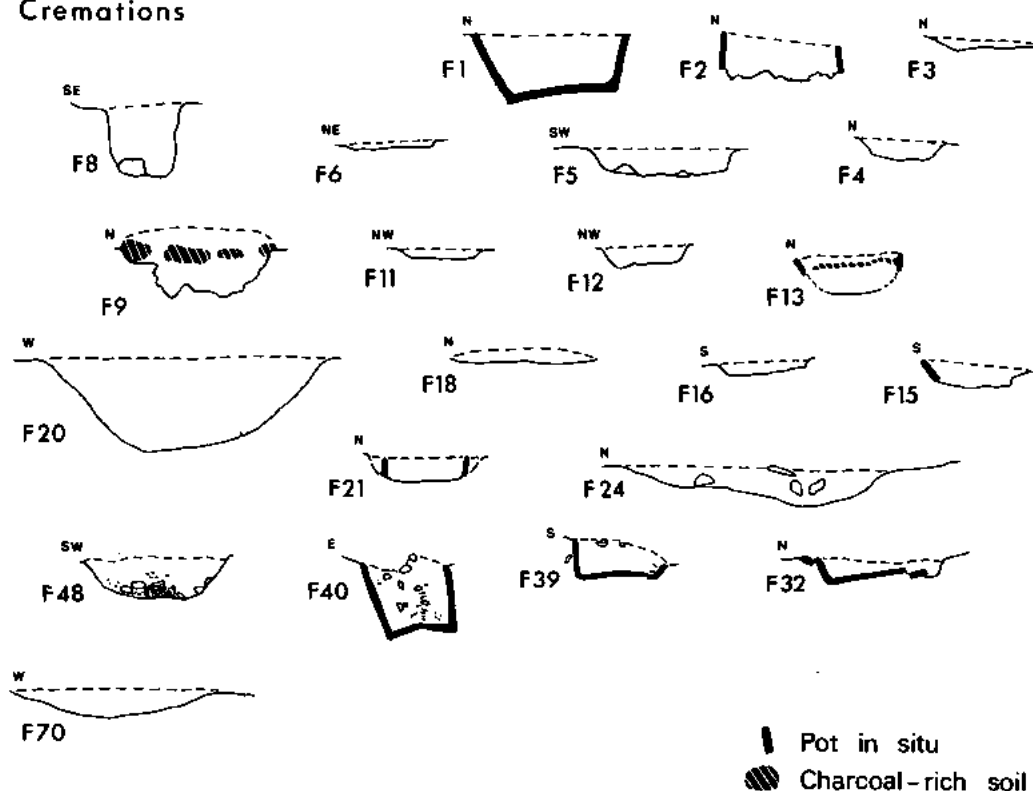 Cremations
N F1
N F2
N F3
SE F8
NE F6
SW F5
N F4
N F9
NW F11
NW F12
N F13
W F20
N F18
S F16
S F15
N F21
N F24
SW F48
E F40
S F39
N F32
W F70
Pot in situ
Charcoal-rich soil